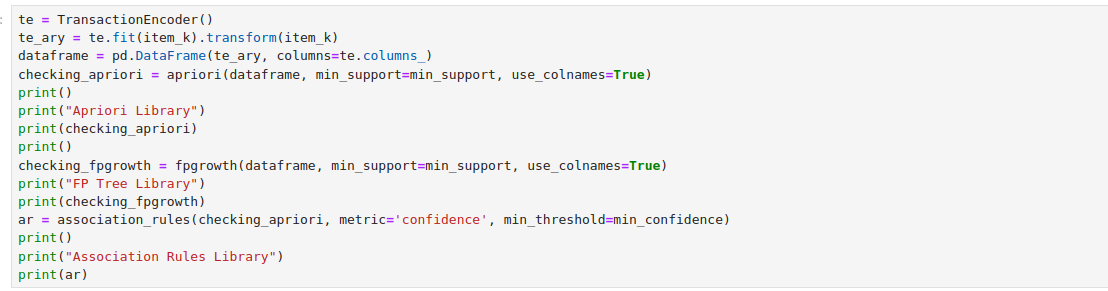 te = TransactionEncoder()
te_ary = te.fit(item_k).transform(item_k)
dataframe = pd.DataFrame(te_ary, columns=te.columns_)
checking_apriori = apriori(dataframe, min_support=min_support, use_colnames=True)
print()
print("Apriori Library")
print(checking_apriori)
print()
checking_fpgrowth = fpgrowth(dataframe, min_support=min_support, use_colnames=True)
print("FP Tree Library")
print(checking_fpgrowth)
ar = association_rules(checking_apriori, metric='confidence', min_threshold=min_confidence)
print()
print("Association Rules Library")
print(ar)